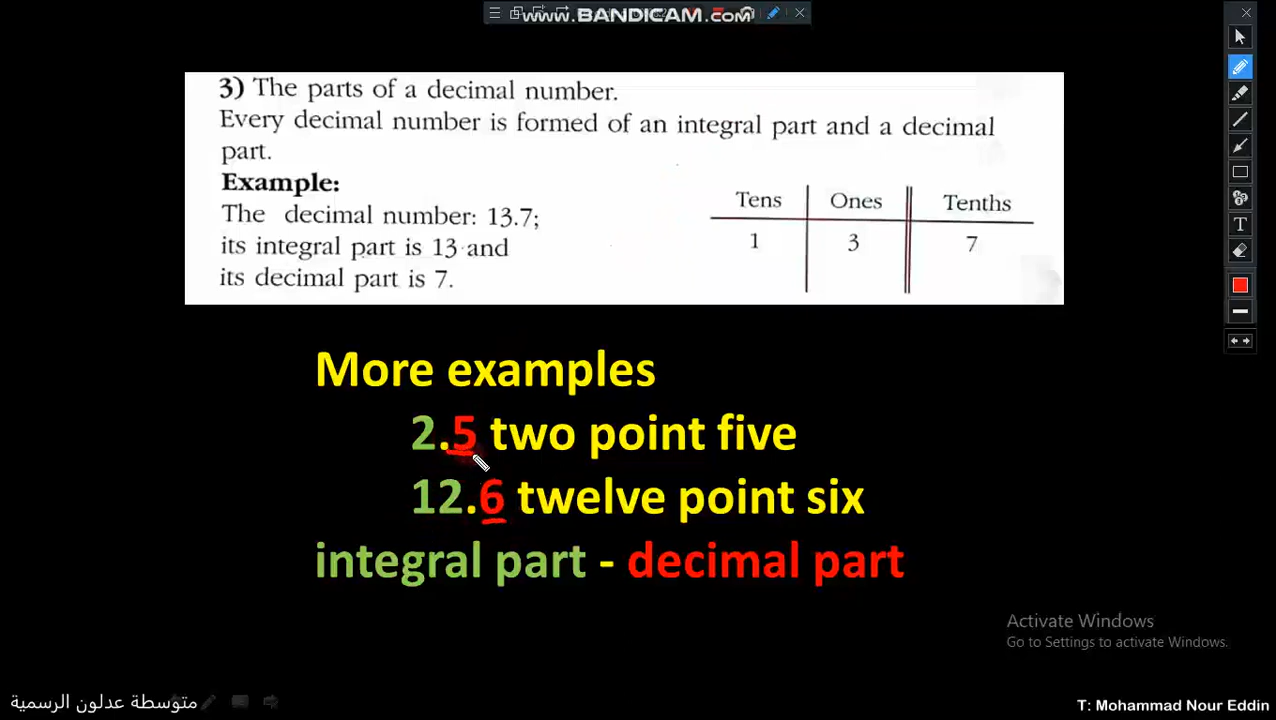 www.BANDICAM.com
3) The parts of a decimal number.
Every decimal number is formed of an integral part and a decimal
part.
Example:
The decimal number: 13.7;
its integral part is 13 and
its decimal part is 7.
Tens Ones Tenths
1 3 7
More examples
2.5 two point five
12.6 twelve point six
integral part - decimal part
Activate Windows
Go to Settings to activate Windows.
متوسطة عدلون الرسمية
T: Mohammad Nour Eddin